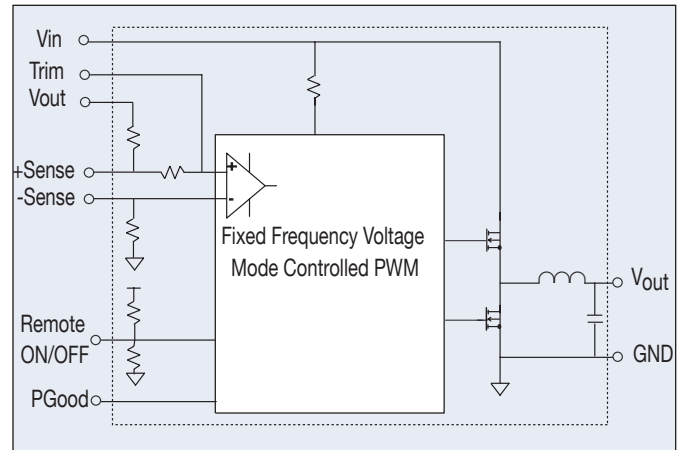 Vin
Trim
Vout
+Sense
-Sense
+
-
Fixed Frequency Voltage
Mode Controlled PWM
Vout
Remote
ON/OFF
GND
PGood